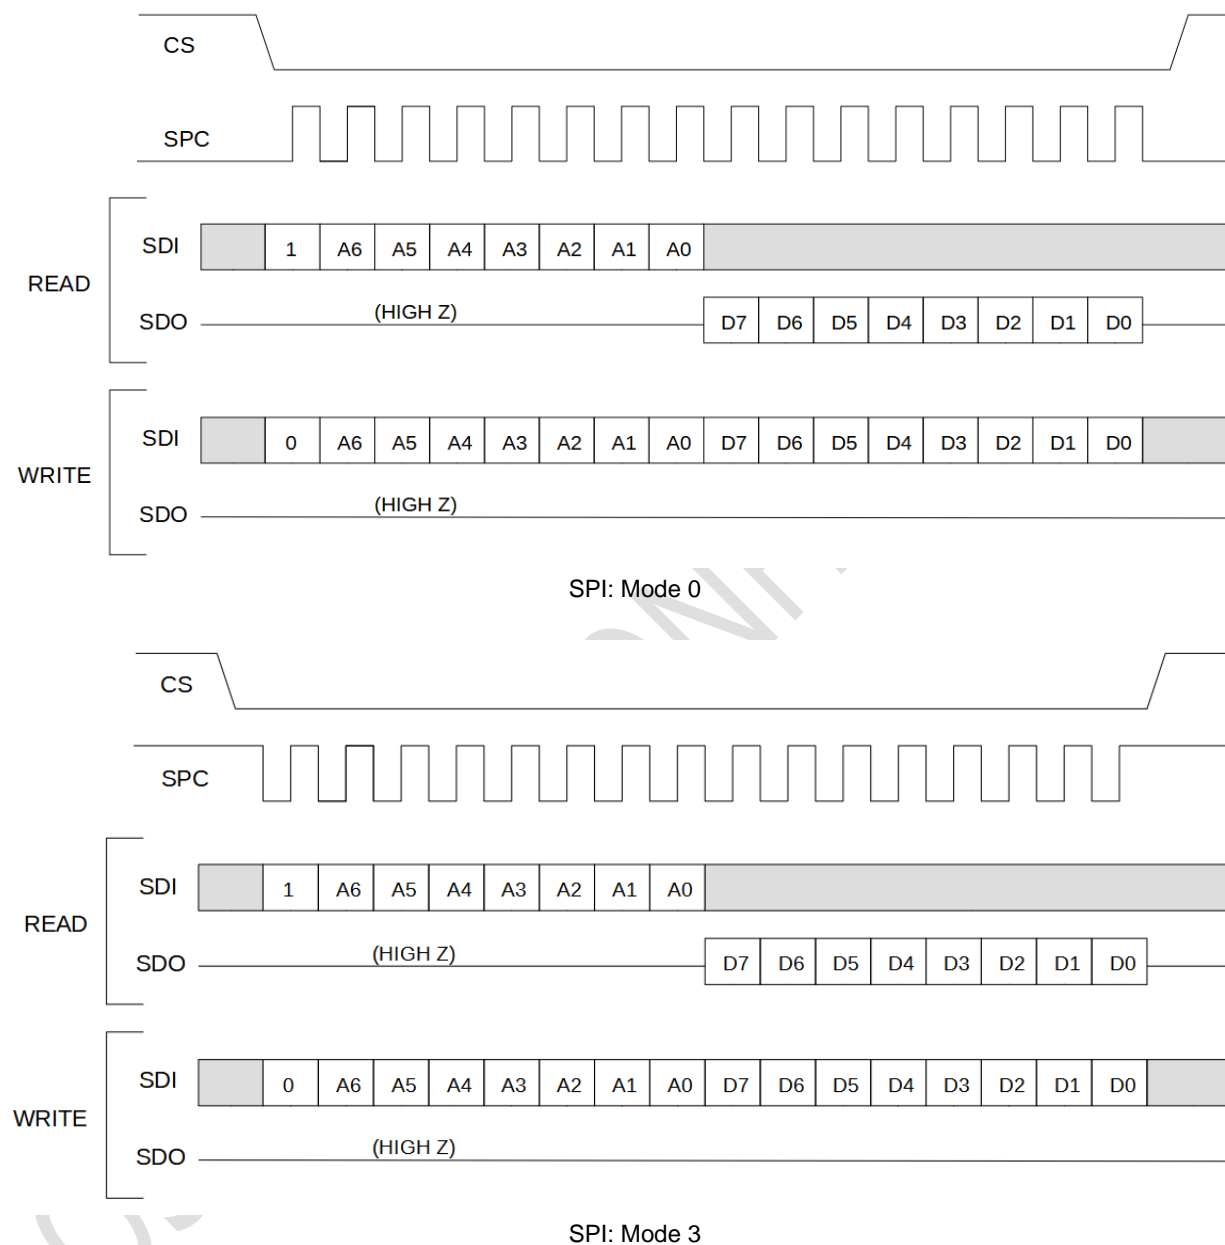 CS
SPC
READ
SDI 1 A6 A5 A4 A3 A2 A1 A0
SDO (HIGH Z) D7 D6 D5 D4 D3 D2 D1 D0
WRITE
SDI 0 A6 A5 A4 A3 A2 A1 A0 D7 D6 D5 D4 D3 D2 D1 D0
SDO (HIGH Z)
SPI: Mode 0
CS
SPC
READ
SDI 1 A6 A5 A4 A3 A2 A1 A0
SDO (HIGH Z) D7 D6 D5 D4 D3 D2 D1 D0
WRITE
SDI 0 A6 A5 A4 A3 A2 A1 A0 D7 D6 D5 D4 D3 D2 D1 D0
SDO (HIGH Z)
SPI: Mode 3